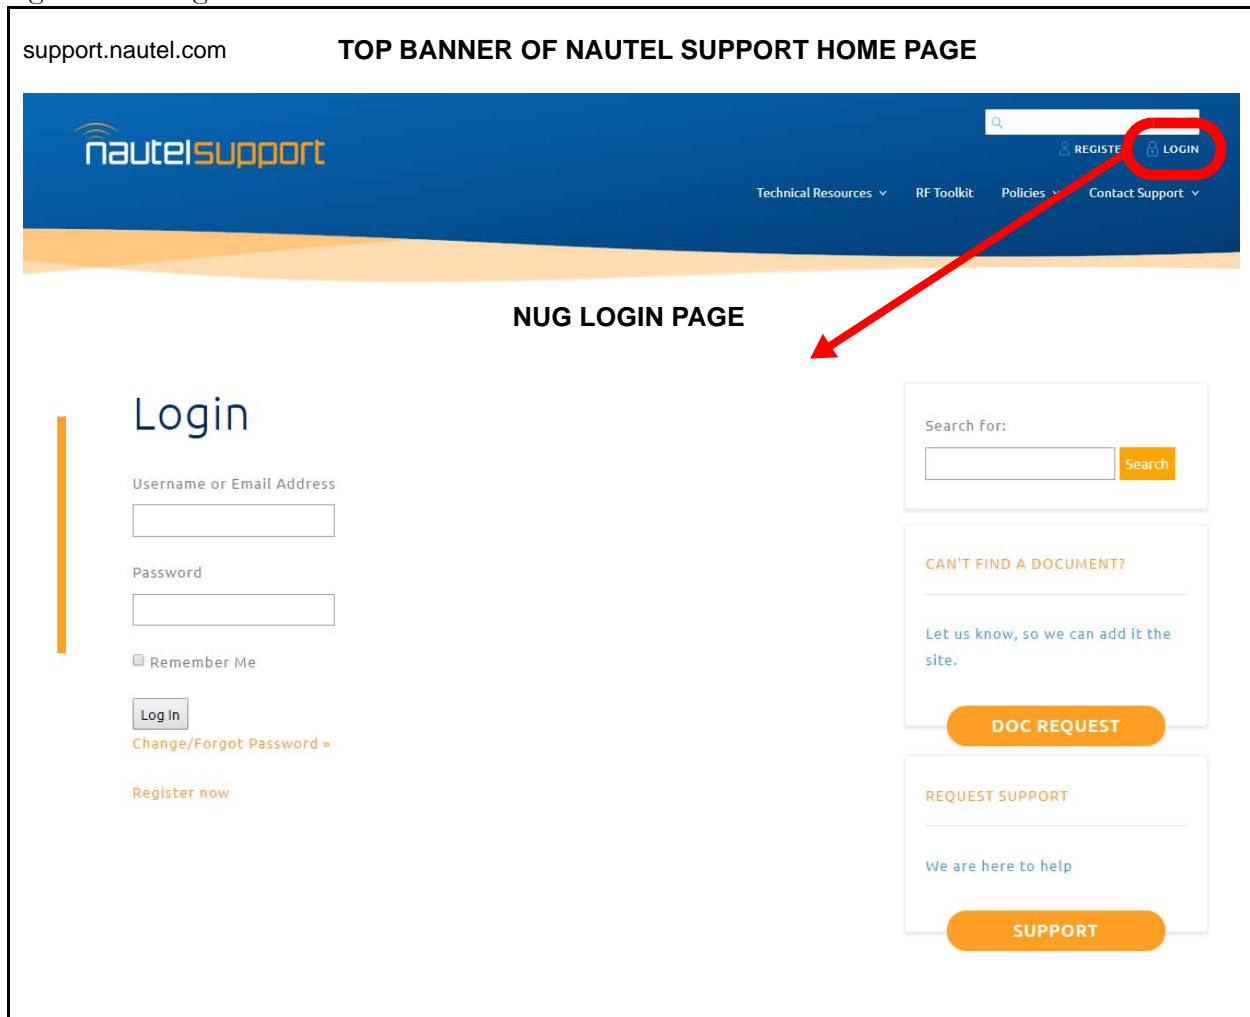 support.nautel.com
TOP BANNER OF NAUTEL SUPPORT HOME PAGE
nautelsupport
REGISTE LOGIN
Technical Resources RF Toolkit Policies Contact Support
NUG LOGIN PAGE
Login
Username or Email Address
Password
Remember Me
Log In
Change/Forgot Password »
Register now
Search for:
Search
CAN'T FIND A DOCUMENT?
Let us know, so we can add it the
site.
DOC REQUEST
REQUEST SUPPORT
We are here to help
SUPPORT